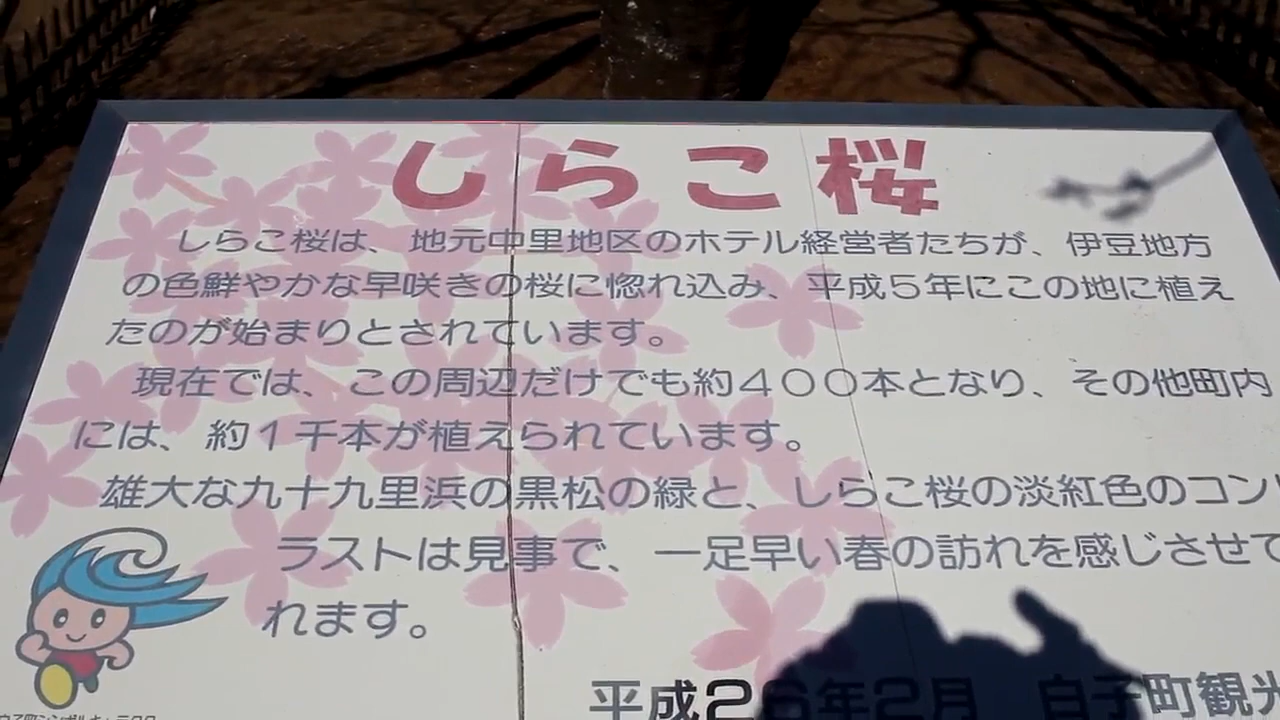 しらこ桜
しらこ桜は、地元中里地区のホテル経営者たちが、伊豆地方
の色鮮やかな早咲きの桜に惚れ込み、平成５年にこの地に植え
たのが始まりとされています。
現在では、この周辺だけでも約４００本となり、その他町内
には、約１千本が植えられています。
雄大な九十九里浜の黒松の緑と、しらこ桜の淡紅色のコン
ラストは見事で、一足早い春の訪れを感じさせて
れます。
平成２６年２月 白子町観光